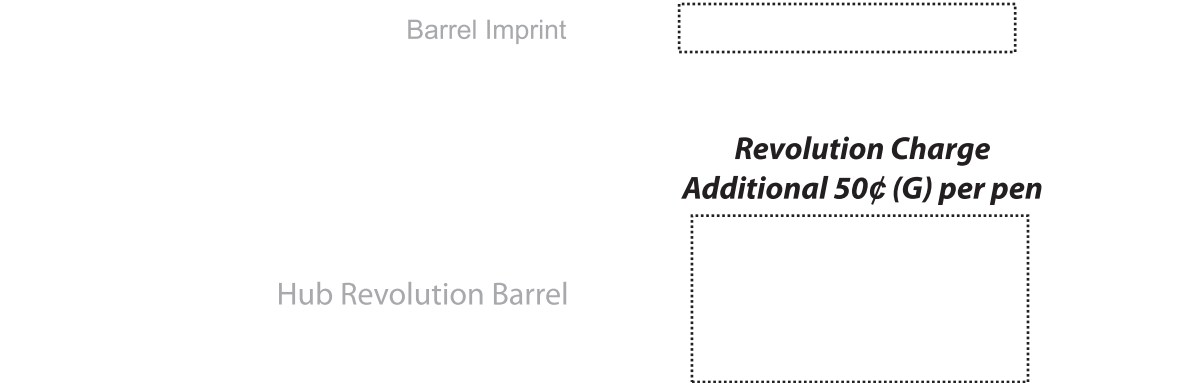 Barrel Imprint
Revolution Charge
Additional 50¢ (G) per pen
Hub Revolution Barrel